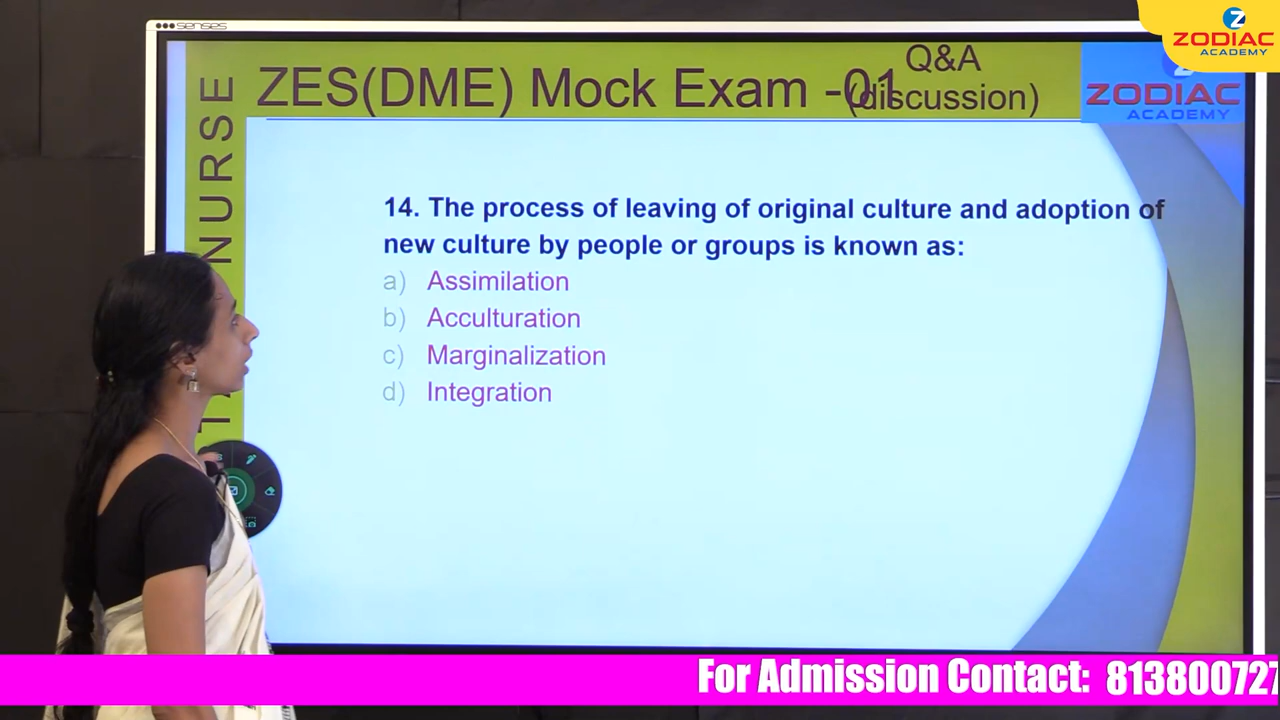 senses
Z
ZODIAC
ACADEMY
ZES(DME) Mock Exam -01
Q&A
(discussion)
ZODIAC
ACADEMY
NURSE
14. The process of leaving of original culture and adoption of
new culture by people or groups is known as:
a) Assimilation
b) Acculturation
c) Marginalization
d) Integration
For Admission Contact: 813800727